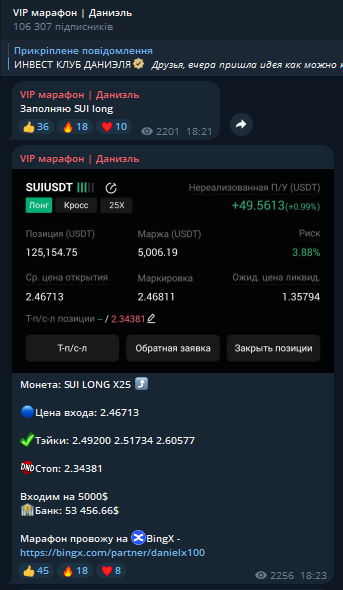 VIP марафон | Даниэль
106 307 підписників
Прикріплене повідомлення
ИНВЕСТ КЛУБ ДАНИЭЛЯ Друзья, вчера пришла идея как можно к
VIP марафон | Даниэль
Заполняю SUI long
👍 36 🔥 18 ❤️ 10 2201 18:21
VIP марафон | Даниэль
SUIUSDT Нереализованная П/У (USDT)
Лонг Кросс 25X +49.5613(+0.99%)
Позиция (USDT) Маржа (USDT) Риск
125,154.75 5,006.19 3.88%
Ср. цена открытия Маркировка Ожид. цена ликвид.
2.46713 2.46811 1.35794
Т-п/с-л позиции -- / 2.34381
Т-п/с-л Обратная заявка Закрыть позиции
Монета: SUI LONG X25 ⤴️
🔵Цена входа: 2.46713
Тэйки: 2.49200 2.51734 2.60577
DND Стоп: 2.34381
Входим на 5000$
🏦Банк: 53 456.66$
Марафон провожу на BingX -
https://bingx.com/partner/danielx100
👍 45 🔥 18 ❤️ 8 2256 18:23